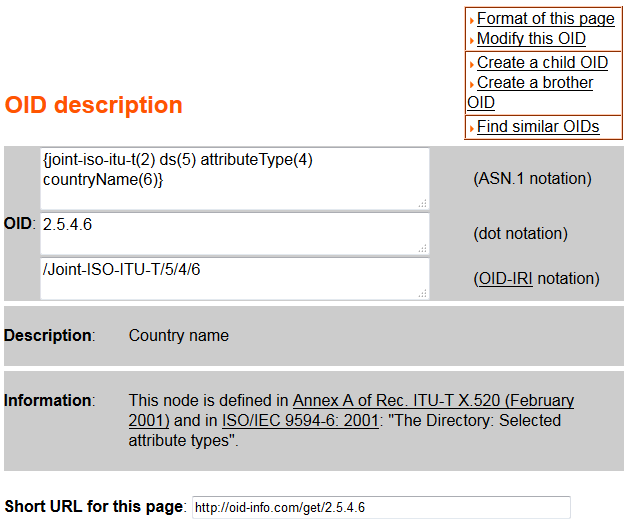 Format of this page
Modify this OID
Create a child OID
Create a brother
OID
Find similar OIDs
OID description
{joint-iso-itu-t(2) ds(5) attributeType(4)
countryName(6)}
(ASN.1 notation)
OID:
2.5.4.6
(dot notation)
/Joint-ISO-ITU-T/5/4/6
(OID-IRI notation)
Description: Country name
Information: This node is defined in Annex A of Rec. ITU-T X.520 (February
2001) and in ISO/IEC 9594-6: 2001: "The Directory: Selected
attribute types".
Short URL for this page: http://oid-info.com/get/2.5.4.6